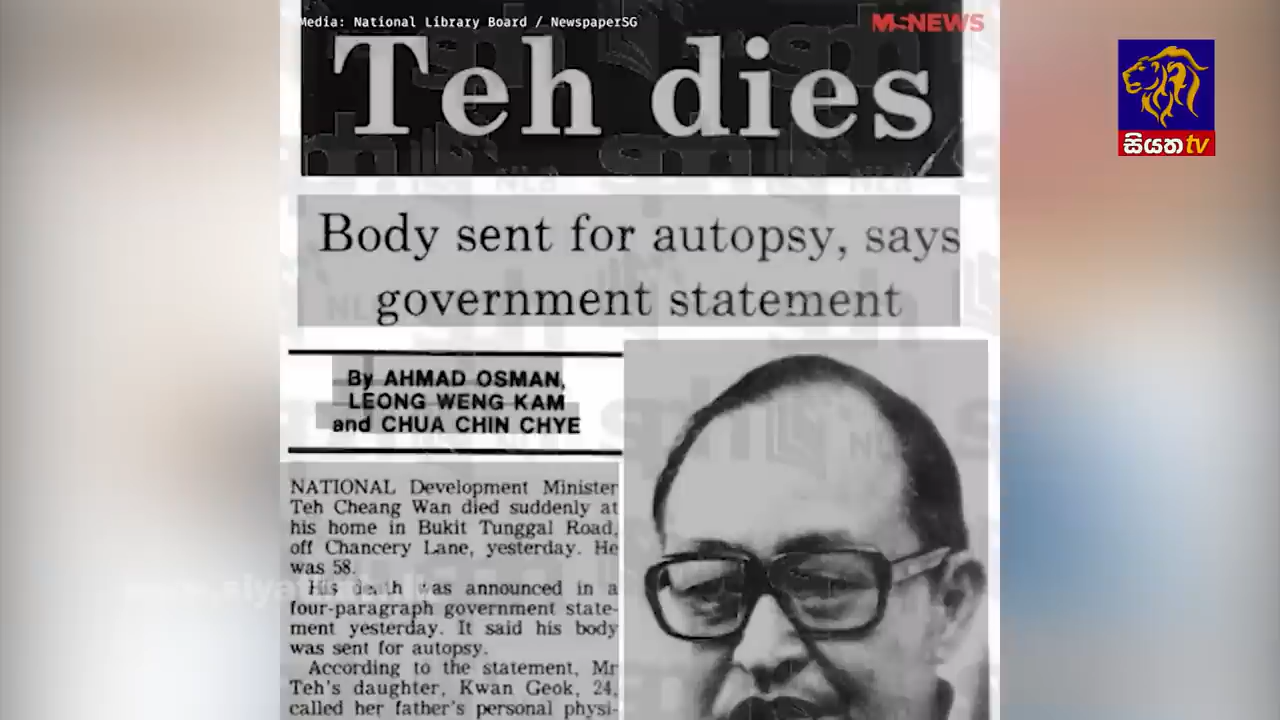 Media: National Library Board / NewspaperSG
MSNEWS
Teh dies
සියත tv
Body sent for autopsy, says
government statement
By AHMAD OSMAN,
LEONG WENG KAM
and CHUA CHIN CHYE
NATIONAL Development Minister
Teh Cheang Wan died suddenly at
his home in Bukit Tunggal Road,
off Chancery Lane, yesterday. He
was 58.
His death was announced in a
four-paragraph government state-
ment yesterday. It said his body
was sent for autopsy.
According to the statement, Mr
Teh's daughter, Kwan Geok, 24,
called her father's personal physi-